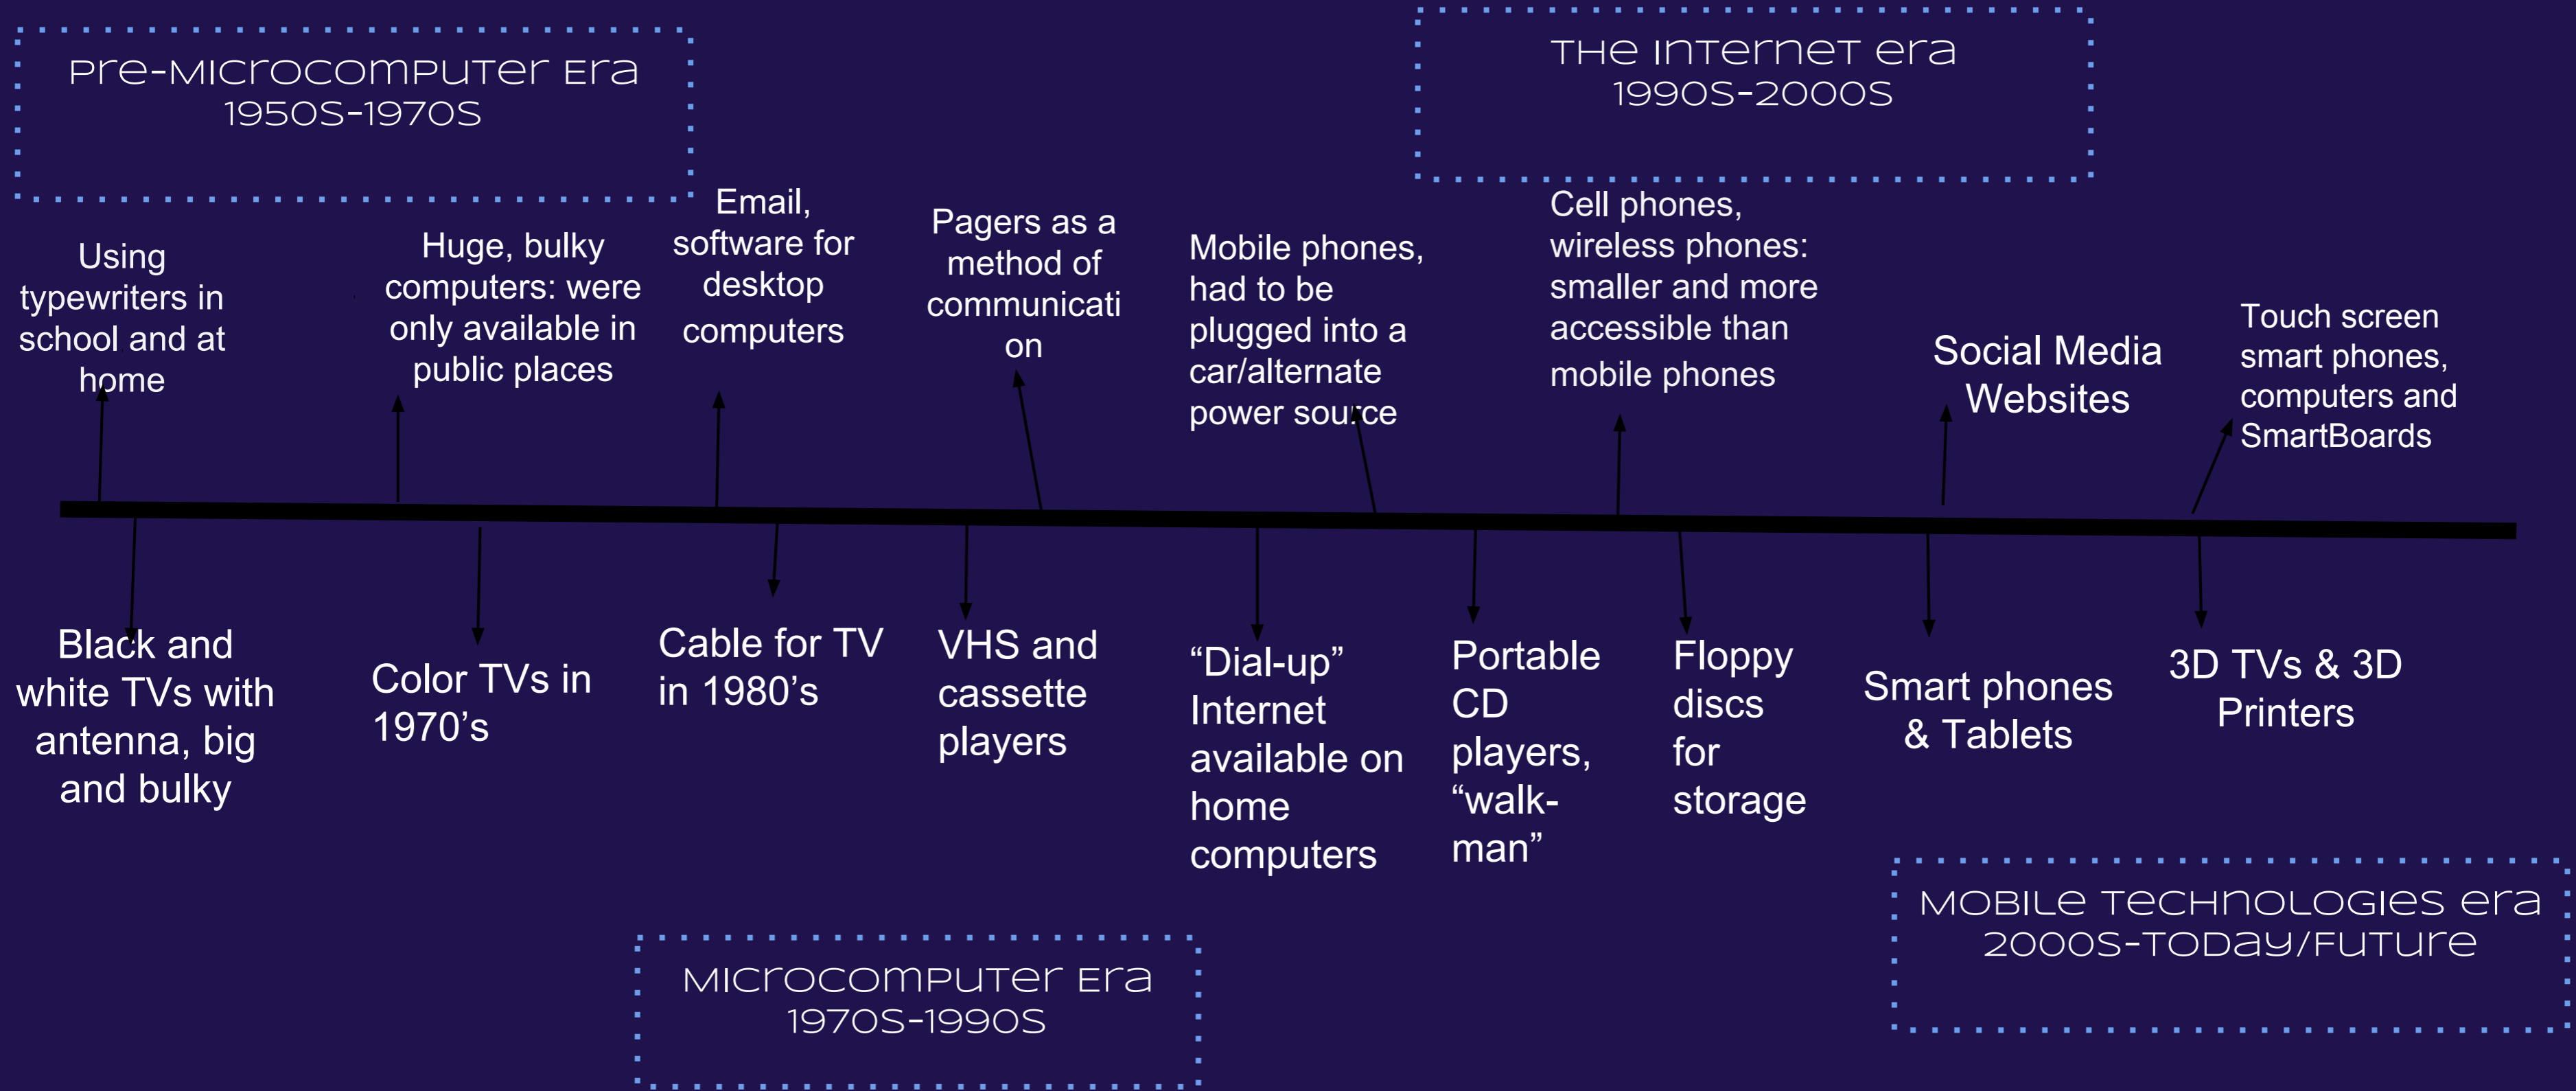 Pre-Microcomputer Era
1950s-1970s
The Internet era
1990s-2000s
Using
typewriters in
school and at
home
Huge, bulky
computers: were
only available in
public places
Email,
software for
desktop
computers
Pagers as a
method of
communicati
on
Mobile phones,
had to be
plugged into a
car/alternate
power source
Cell phones,
wireless phones:
smaller and more
accessible than
mobile phones
Social Media
Websites
Touch screen
smart phones,
computers and
SmartBoards
Black and
white TVs with
antenna, big
and bulky
Color TVs in
1970’s
Cable for TV
in 1980’s
VHS and
cassette
players
“Dial-up”
Internet
available on
home
computers
Portable
CD
players,
“walk-
man”
Floppy
discs
for
storage
Smart phones
& Tablets
3D TVs & 3D
Printers
Microcomputer Era
1970s-1990s
Mobile Technologies era
2000s-Today/Future